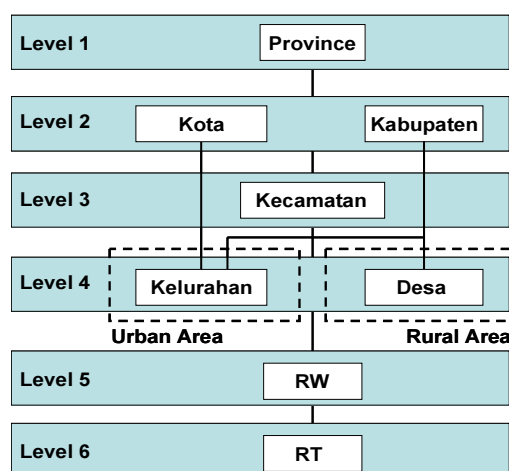 Level 1
Province
Level 2
Kota
Kabupaten
Level 3
Kecamatan
Level 4
Kelurahan
Desa
Urban Area
Rural Area
Level 5
RW
Level 6
RT